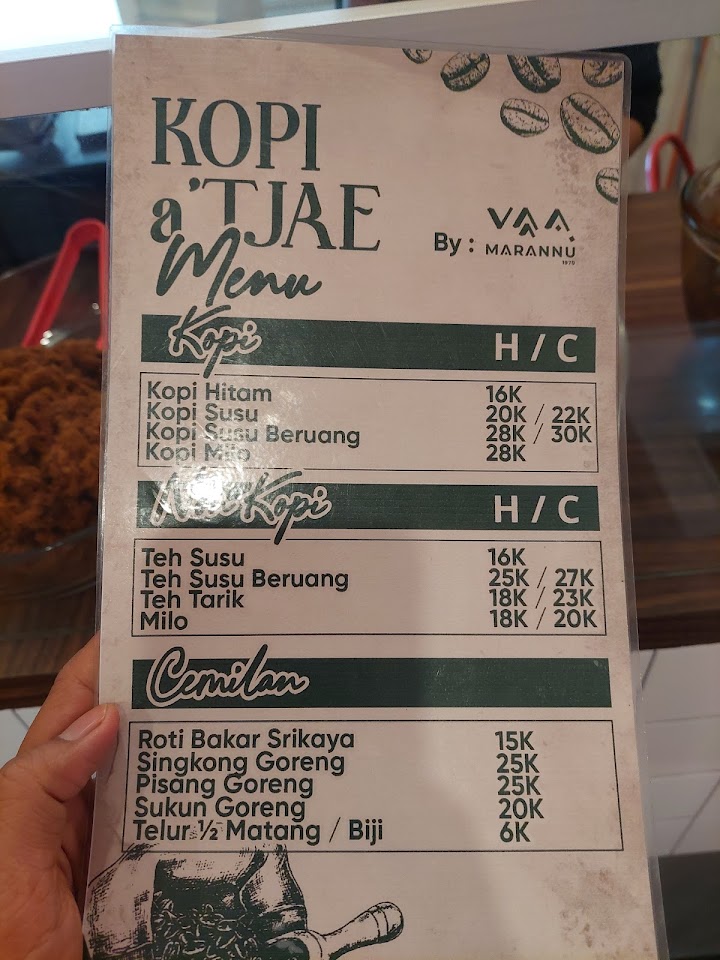 KOPI
a'TJAE
Menu
By : VAA MARANNU
1970
Kopi H / C
Kopi Hitam 16K
Kopi Susu 20K / 22K
Kopi Susu Beruang 28K / 30K
Kopi Milo 28K
Non Kopi H / C
Teh Susu 16K
Teh Susu Beruang 25K / 27K
Teh Tarik 18K / 23K
Milo 18K / 20K
Cemilan
Roti Bakar Srikaya 15K
Singkong Goreng 25K
Pisang Goreng 25K
Sukun Goreng 20K
Telur ½ Matang / Biji 6K